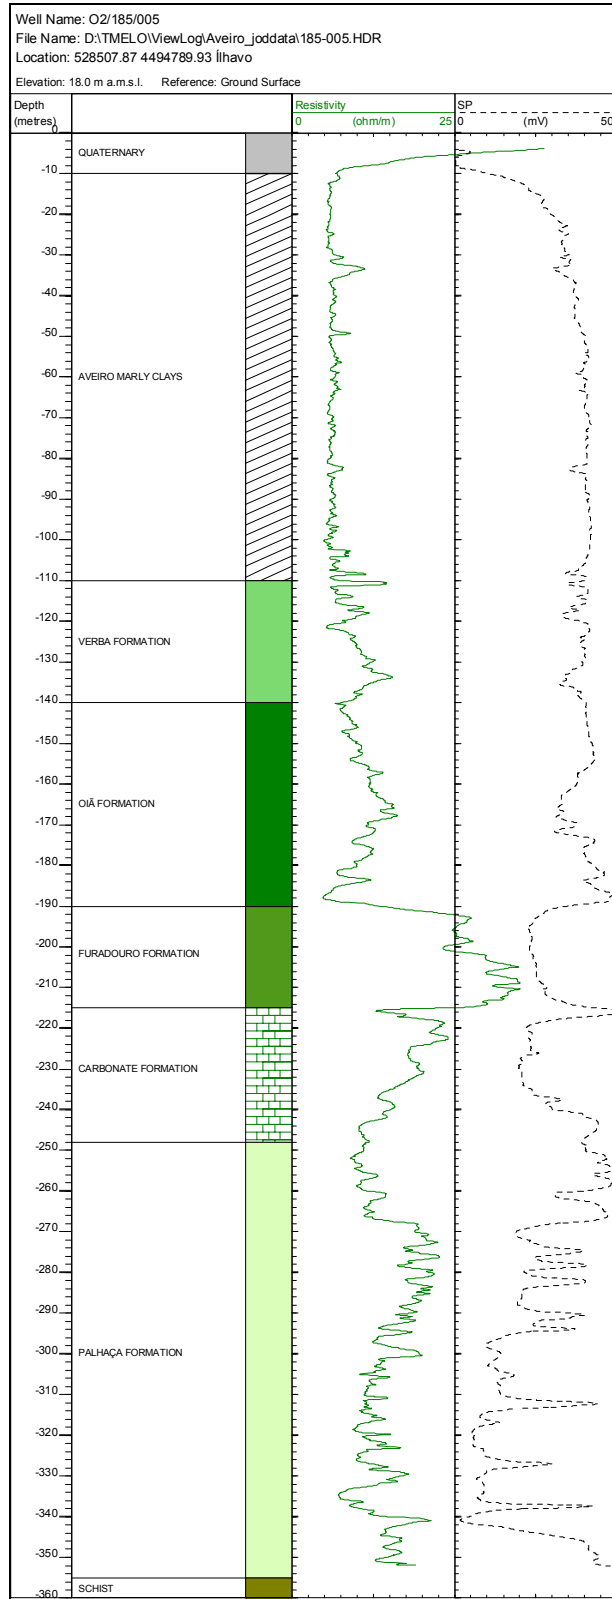 Well Name: O2/185/005
File Name: D:\TMELO\ViewLog\Aveiro_joddata\185-005.HDR
Location: 528507.87 4494789.93 Ílhavo
Elevation: 18.0 m a.m.s.l. Reference: Ground Surface
Depth Resistivity SP
(metres) 0 (ohm/m) 25 0 (mV) 50
0
QUATERNARY
-10
-20
-30
-40
-50
AVEIRO MARLY CLAYS
-60
-70
-80
-90
-100
-110
-120
VERBA FORMATION
-130
-140
-150
-160
OIÃ FORMATION
-170
-180
-190
-200
FURADOURO FORMATION
-210
-220
-230
CARBONATE FORMATION
-240
-250
-260
-270
-280
-290
-300
PALHAÇA FORMATION
-310
-320
-330
-340
-350
SCHIST
-360